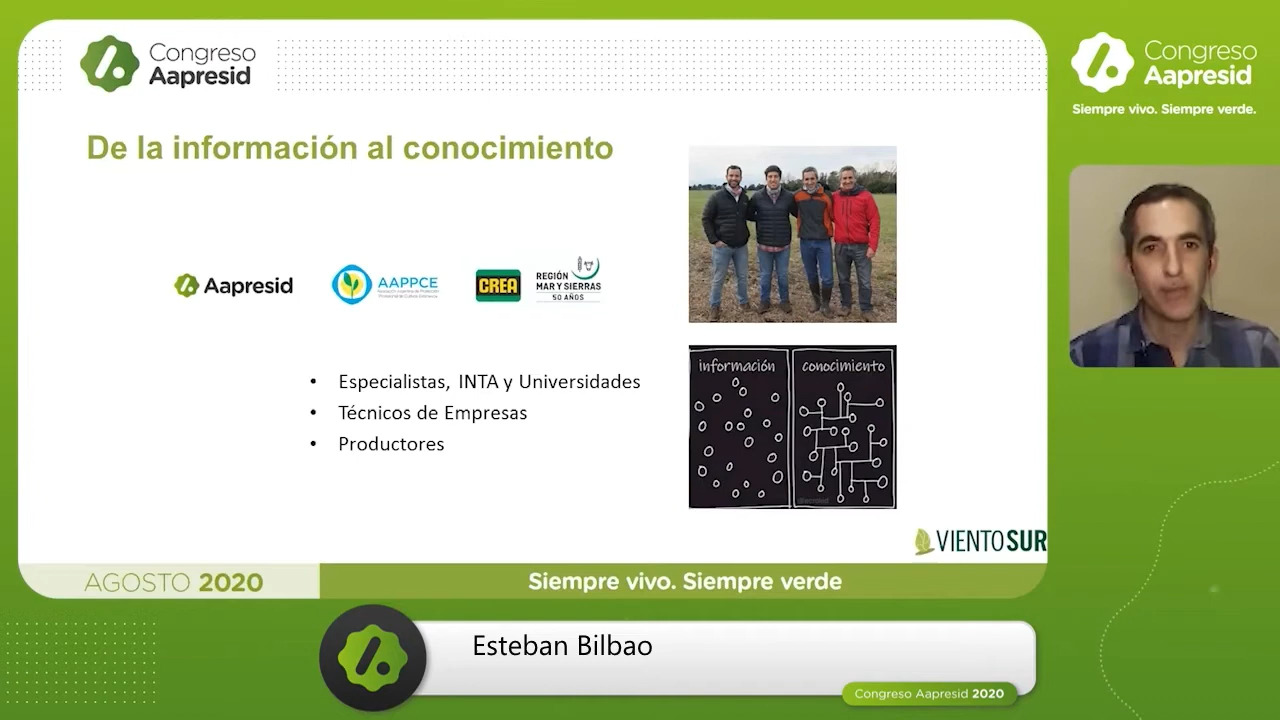 Congreso
Aapresid
Congreso
Aapresid
Siempre vivo. Siempre verde.
De la información al conocimiento
Aapresid
AAPPCE
CREA
REGIÓN
MAR Y SIERRAS
50 AÑOS
• Especialistas, INTA y Universidades
• Técnicos de Empresas
• Productores
información
conocimiento
VIENTO SUR
AGOSTO 2020
Siempre vivo. Siempre verde
Esteban Bilbao
Congreso Aapresid 2020